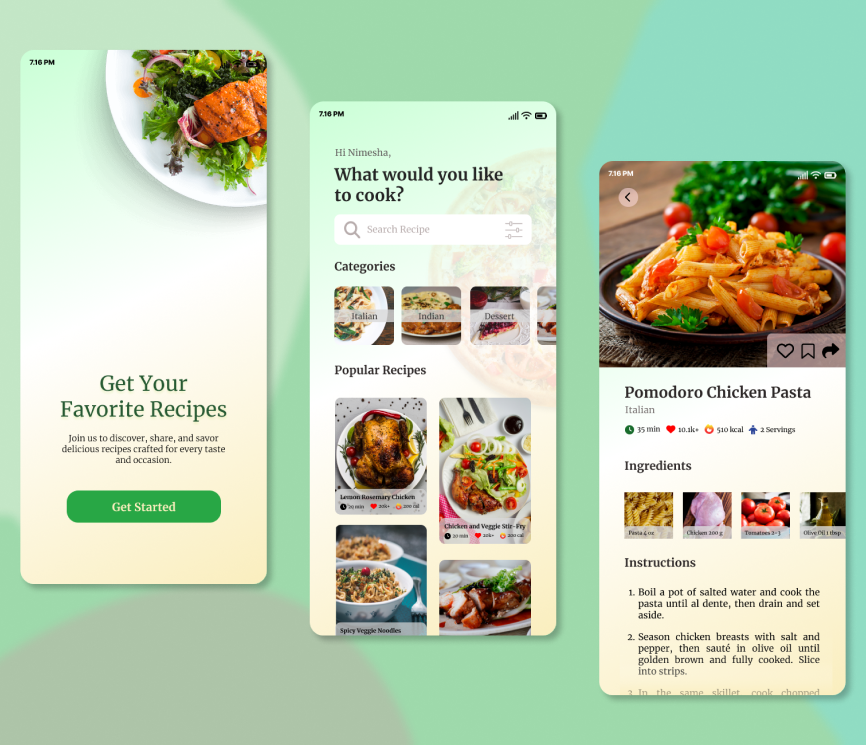 7.16 PM
Get Your
Favorite Recipes
Join us to discover, share, and savor
delicious recipes crafted for every taste
and occasion.
Get Started
7.16 PM
Hi Nimesha,
What would you like
to cook?
Search Recipe
Categories
Italian
Indian
Dessert
Popular Recipes
Lemon Rosemary Chicken
20k+
200 cal
Chicken and Veggie Stir-Fry
20 min
20k+
200 cal
Spicy Veggie Noodles
7.16 PM
Pomodoro Chicken Pasta
Italian
35 min
10.1k+
510 kcal
2 Servings
Ingredients
Pasta 4 oz
Chicken 200 g
Tomatoes 2-3
Olive Oil 1 tbsp
Instructions
1. Boil a pot of salted water and cook the
pasta until al dente, then drain and set
aside.
2. Season chicken breasts with salt and
pepper, then sauté in olive oil until
golden brown and fully cooked. Slice
into strips.
3. In the same skillet, cook chopped